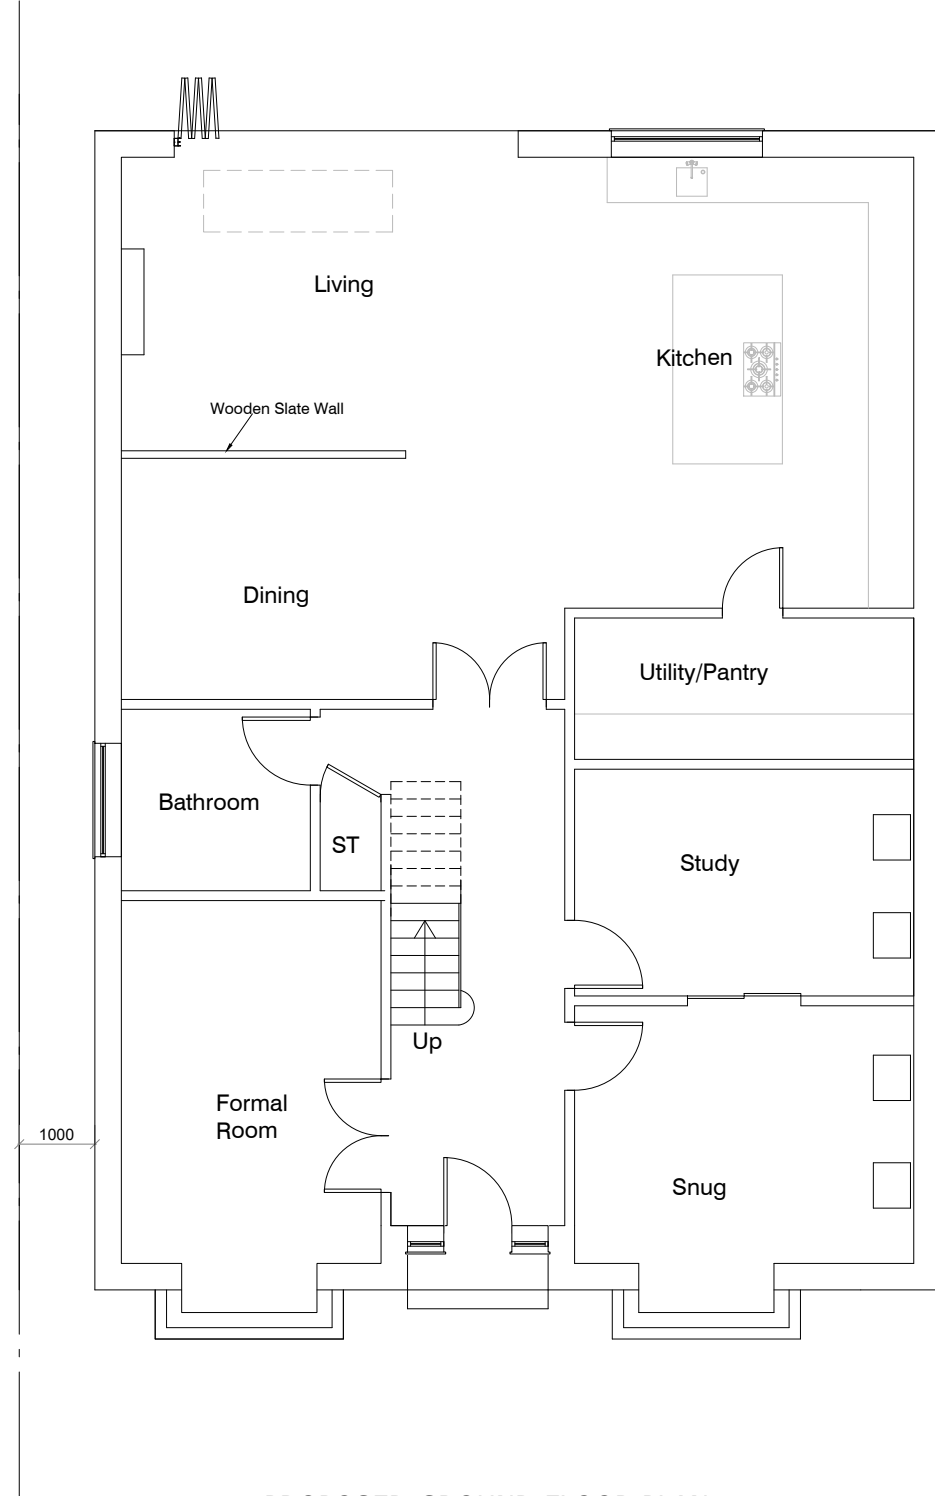 Living
Kitchen
Wooden Slate Wall
Dining
Utility/Pantry
Bathroom
ST
Study
Up
Formal
Room
1000
Snug